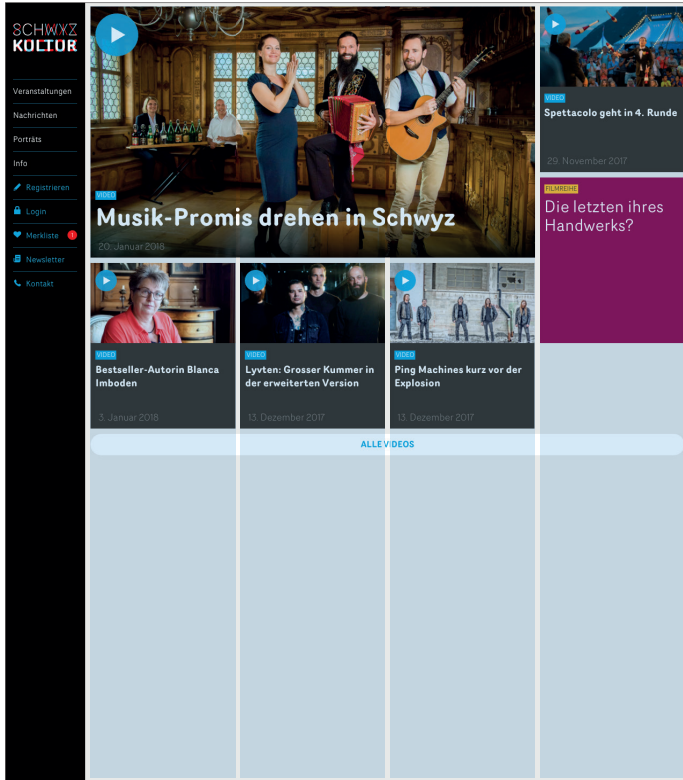 SCHWYZ
KULTUR
Veranstaltungen
Nachrichten
Porträts
Info
Registrieren
Login
Merkliste 1
Newsletter
Kontakt
VIDEO
Musik-Promis drehen in Schwyz
20. Januar 2018
VIDEO
Spettacolo geht in 4. Runde
29. November 2017
FILMREIHE
Die letzten ihres
Handwerks?
VIDEO
Bestseller-Autorin Blanca
Imboden
3. Januar 2018
VIDEO
Lyvten: Grosser Kummer in
der erweiterten Version
13. Dezember 2017
VIDEO
Ping Machines kurz vor der
Explosion
13. Dezember 2017
ALLE VIDEOS